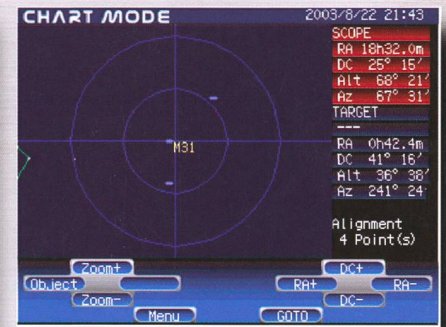 CHART MODE 2003/8/22 21:43
SCOPE
RA 18h32.0m
DC 25° 15'
Alt 68° 21'
Az 67° 31'
TARGET
---
RA 0h42.4m
DC 41° 16'
Alt 36° 38'
Az 241° 24'
M31
Alignment
4 Point(s)
Zoom+ DC+
Object RA+ RA-
Zoom- DC-
Menu GOTO